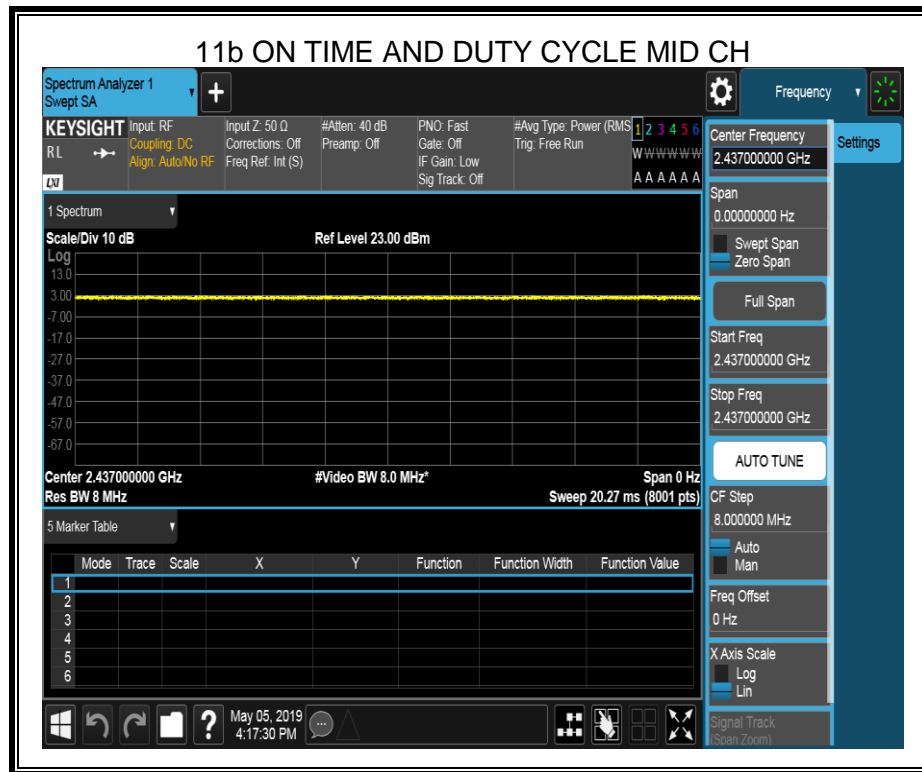 11b ON TIME AND DUTY CYCLE MID CH
Spectrum Analyzer 1
Swept SA
+
Frequency
KEYSIGHT
RL
LXI
Input: RF
Coupling: DC
Align: Auto/No RF
Input Z: 50 Ω
Corrections: Off
Freq Ref: Int (S)
#Atten: 40 dB
Preamp: Off
PNO: Fast
Gate: Off
IF Gain: Low
Sig Track: Off
#Avg Type: Power (RMS
Trig: Free Run
1 2 3 4 5 6
W W W W W W
A A A A A A
Center Frequency
2.437000000 GHz
Settings
Span
0.00000000 Hz
Swept Span
Zero Span
Full Span
Start Freq
2.437000000 GHz
Stop Freq
2.437000000 GHz
AUTO TUNE
CF Step
8.000000 MHz
Auto
Man
Freq Offset
0 Hz
X Axis Scale
Log
Lin
Signal Track
(Span Zoom)
1 Spectrum
Scale/Div 10 dB
Ref Level 23.00 dBm
Log
13.0
3.00
-7.00
-17.0
-27.0
-37.0
-47.0
-57.0
-67.0
Center 2.437000000 GHz
#Video BW 8.0 MHz*
Span 0 Hz
Res BW 8 MHz
Sweep 20.27 ms (8001 pts)
5 Marker Table
Mode Trace Scale X Y Function Function Width Function Value
1
2
3
4
5
6
?
May 05, 2019
4:17:30 PM